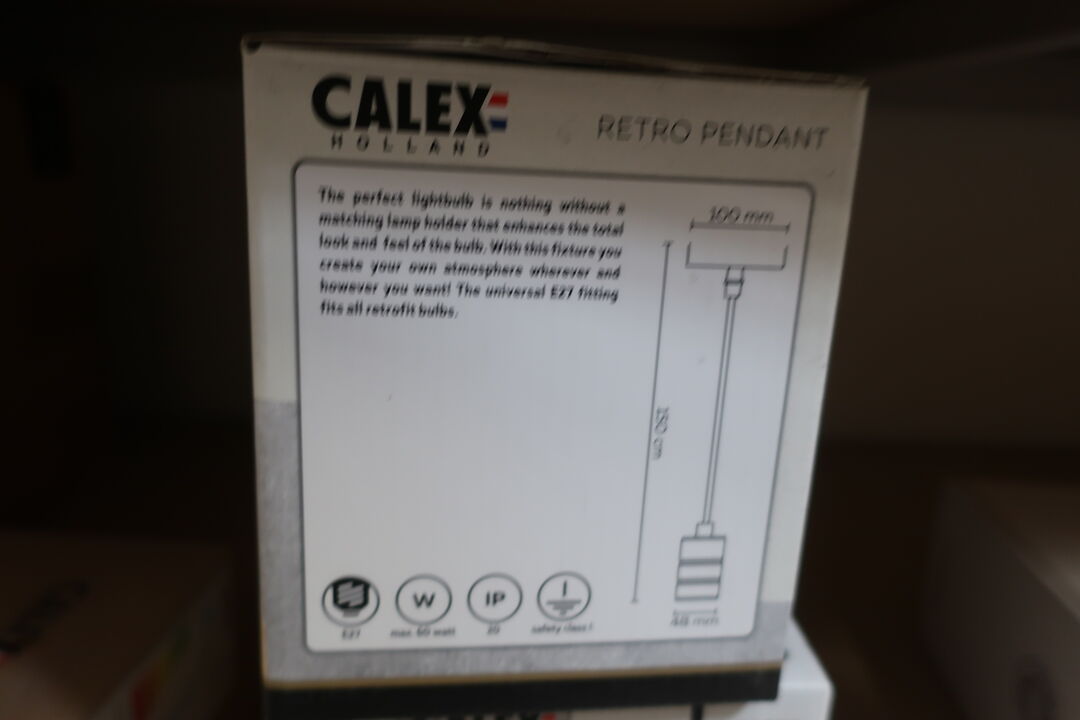 CALEX
HOLLAND
RETRO PENDANT
The perfect lightbulb is nothing without a
matching lamp holder that enhances the total
look and feel of the bulb. With this fixture you
create your own atmosphere wherever and
however you want! The universal E27 fitting
fits all retrofit bulbs.
100 mm
150 cm
48 mm
W
IP
E27
max. 60 watt
20
safety class I
CALEX